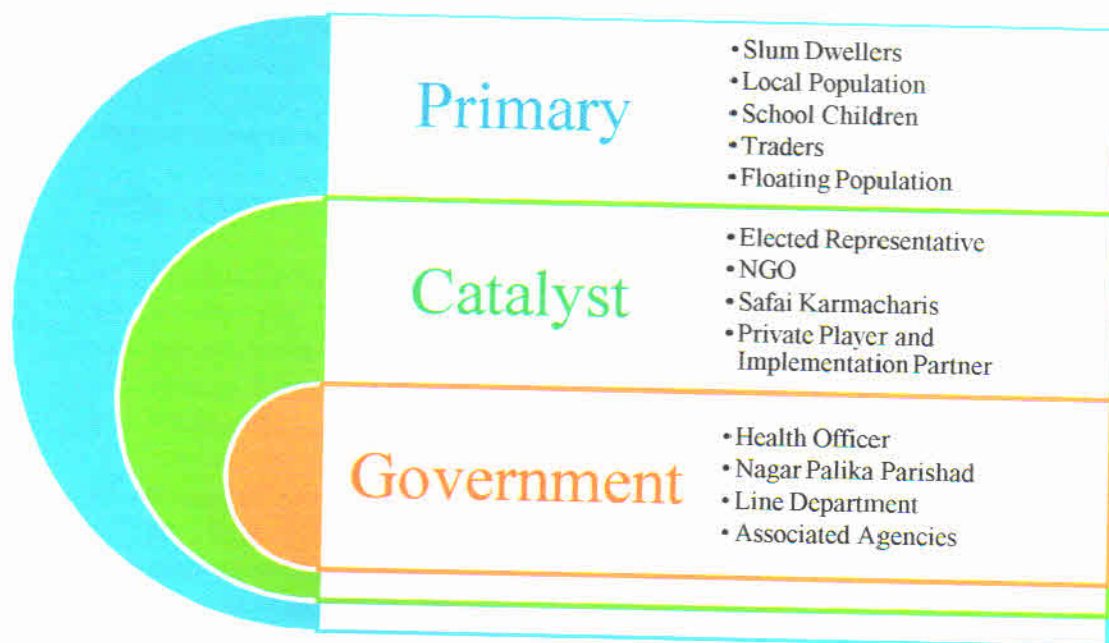 Primary
•Slum Dwellers
•Local Population
•School Children
•Traders
•Floating Population
Catalyst
•Elected Representative
•NGO
•Safai Karmacharis
•Private Player and
Implementation Partner
Government
•Health Officer
•Nagar Palika Parishad
•Line Department
•Associated Agencies